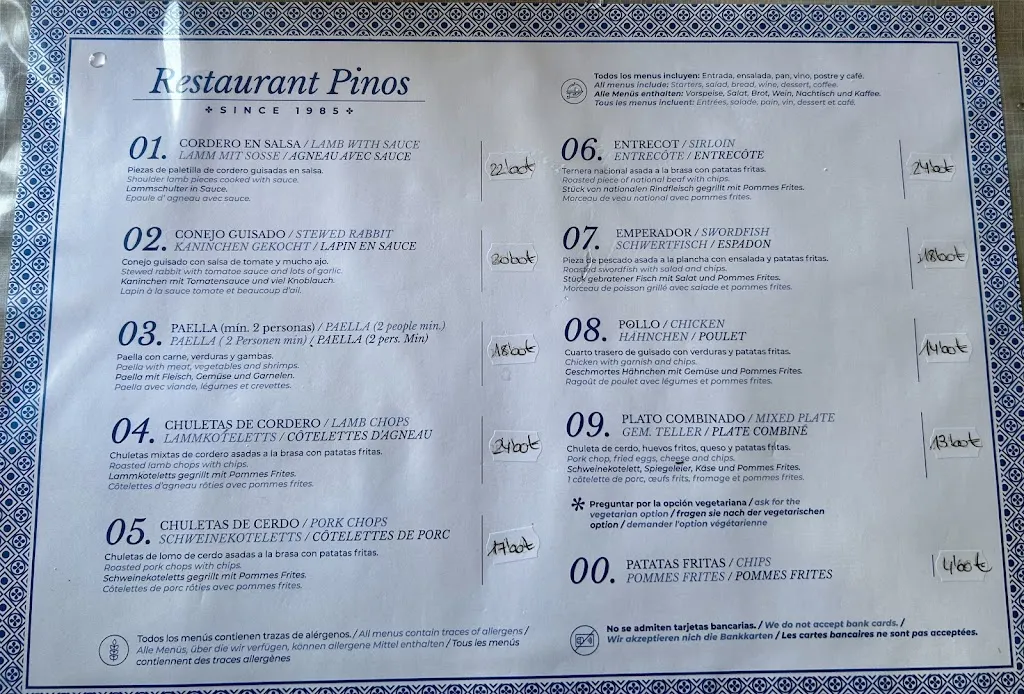 Restaurant Pinos
SINCE 1985
Todos los menus incluyen: Entrada, ensalada, pan, vino, postre y café.
All menus include: Starters, salad, bread, wine, dessert, coffee.
Alle Menüs enthalten: Vorspeise, Salat, Brot, Wein, Nachtisch und Kaffee.
Tous les menus incluent: Entrées, salade, pain, vin, dessert et café.
01. CORDERO EN SALSA / LAMB WITH SAUCE
LAMM MIT SOSSE / AGNEAU AVEC SAUCE
22'00€
Piezas de paletilla de cordero guisadas en salsa.
Shoulder lamb pieces cooked with sauce.
Lammschulter in Sauce.
Epaule d' agneau avec sauce.
02. CONEJO GUISADO / STEWED RABBIT
KANINCHEN GEKOCHT / LAPIN EN SAUCE
20'00€
Conejo guisado con salsa de tomate y mucho ajo.
Stewed rabbit with tomatoe sauce and lots of garlic.
Kaninchen mit Tomatensauce und viel Knoblauch.
Lapin à la sauce tomate et beaucoup d'ail.
03. PAELLA (mín. 2 personas) / PAELLA (2 people min.)
PAELLA ( 2 Personen min) / PAELLA (2 pers. Min)
18'00€
Paella con carne, verduras y gambas.
Paella with meat, vegetables and shrimps.
Paella mit Fleisch, Gemüse und Garnelen.
Paella avec viande, légumes et crevettes.
04. CHULETAS DE CORDERO / LAMB CHOPS
LAMMKOTELETTS / CÔTELETTES D'AGNEAU
24'00€
Chuletas mixtas de cordero asadas a la brasa con patatas fritas.
Roasted lamb chops with chips.
Lammkoteletts gegrillt mit Pommes Frites.
Côtelettes d'agneau rôties avec pommes frites.
05. CHULETAS DE CERDO / PORK CHOPS
SCHWEINEKOTELETTS / CÔTELETTES DE PORC
17'00€
Chuletas de lomo de cerdo asadas a la brasa con patatas fritas.
Roasted pork chops with chips.
Schweinekoteletts gegrillt mit Pommes Frites.
Côtelettes de porc rôties avec pommes frites.
Todos los menús contienen trazas de alérgenos. / All menus contain traces of allergens /
Alle Menüs, über die wir verfügen, können allergene Mittel enthalten / Tous les menús
contiennent des traces allergènes
06. ENTRECOT / SIRLOIN
ENTRECÔTE / ENTRECÔTE
24'00€
Ternera nacional asada a la brasa con patatas fritas.
Roasted piece of national beef with chips.
Stück von nationalen Rindfleisch gegrillt mit Pommes Frites.
Morceau de veau national avec pommes frites.
07. EMPERADOR / SWORDFISH
SCHWERTFISCH / ESPADON
18'00€
Pieza de pescado asada a la plancha con ensalada y patatas fritas.
Roasted swordfish with salad and chips.
Stück gebratener Fisch mit Salat und Pommes Frites.
Morceau de poisson grillé avec salade et pommes frites.
08. POLLO / CHICKEN
HÄHNCHEN / POULET
14'00€
Cuarto trasero de guisado con verduras y patatas fritas.
Chicken with garnish and chips.
Geschmortes Hähnchen mit Gemüse und Pommes Frites.
Ragoût de poulet avec légumes et pommes frites.
09. PLATO COMBINADO / MIXED PLATE
GEM. TELLER / PLATE COMBINÉ
13'00€
Chuleta de cerdo, huevos fritos, queso y patatas fritas.
Pork chop, fried eggs, cheese and chips.
Schweinekotelett, Spiegeleier, Käse und Pommes Frites.
1 côtelette de porc, œufs frits, fromage et pommes frites.
* Preguntar por la opción vegetariana / ask for the
vegetarian option / fragen sie nach der vegetarischen
option / demander l'option végétarienne
00. PATATAS FRITAS / CHIPS
POMMES FRITES / POMMES FRITES
4'00€
No se admiten tarjetas bancarias. / We do not accept bank cards. /
Wir akzeptieren nich die Bankkarten / Les cartes bancaires ne sont pas acceptées.